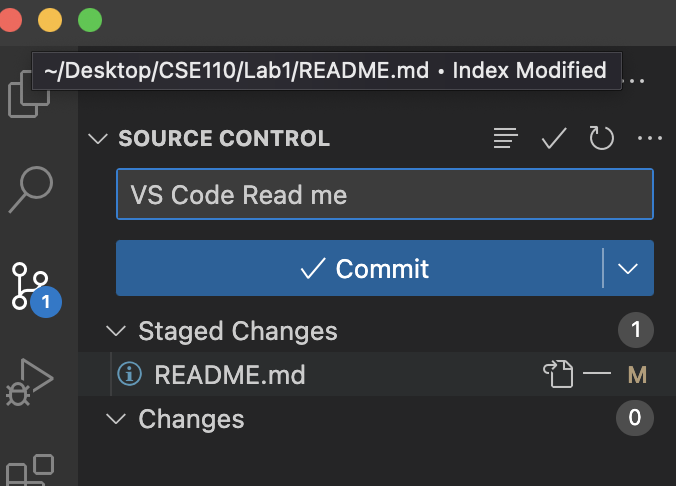 ~/Desktop/CSE110/Lab1/README.md • Index Modified
SOURCE CONTROL
VS Code Read me
Commit
1
Staged Changes 1
README.md M
Changes 0